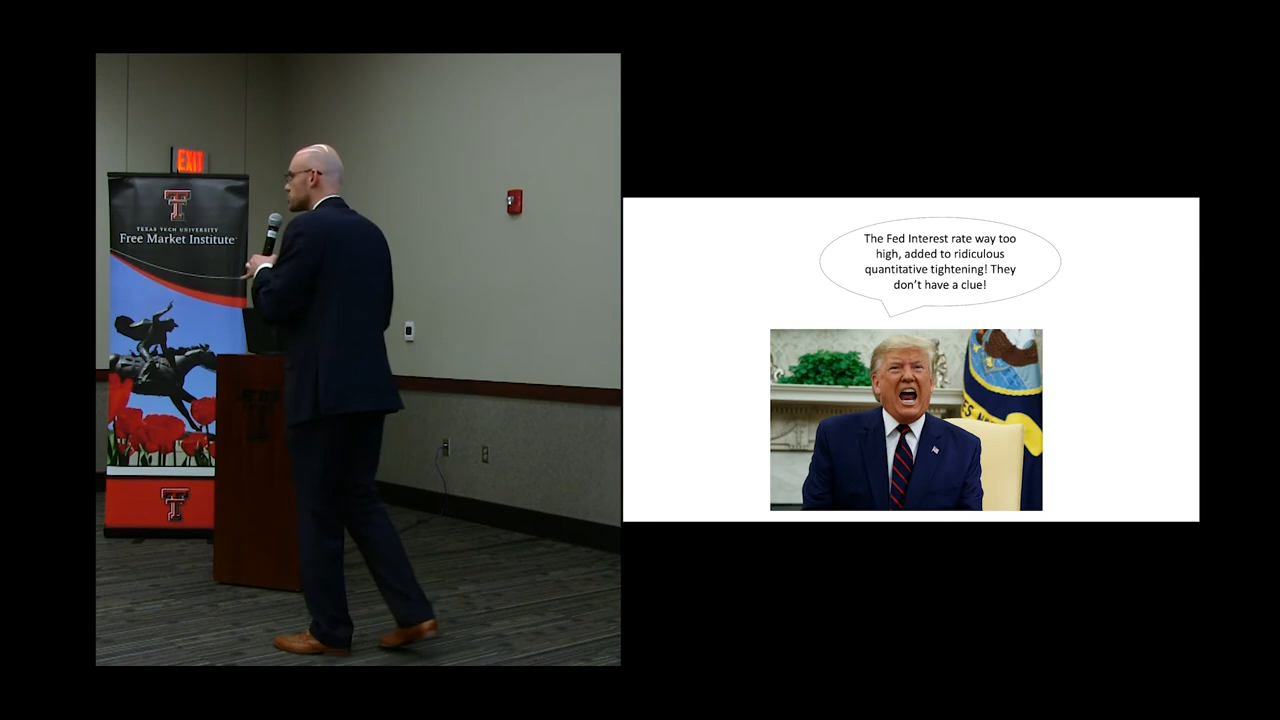 EXIT
T
TEXAS TECH UNIVERSITY
Free Market Institute
T
The Fed Interest rate way too
high, added to ridiculous
quantitative tightening! They
don't have a clue!